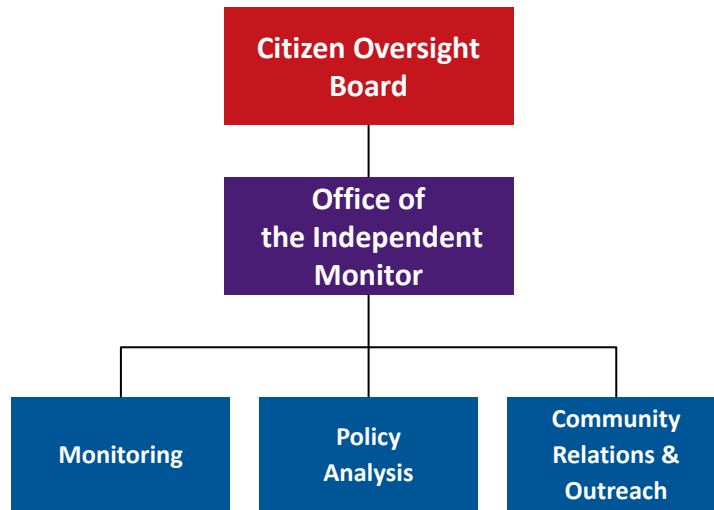 Citizen Oversight
Board
Office of
the Independent
Monitor
Monitoring
Policy
Analysis
Community
Relations &
Outreach